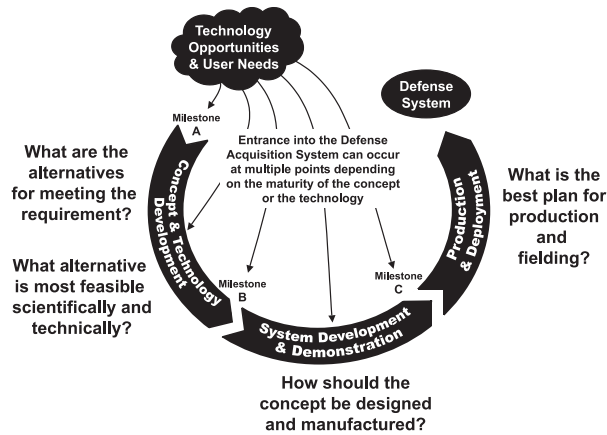 Technology
Opportunities
& User Needs
Defense
System
Milestone
A
Entrance into the Defense
Acquisition System can occur
at multiple points depending
on the maturity of the concept
or the technology
What are the
alternatives
for meeting the
requirement?
Concept & Technology
Development
What is the
best plan for
production
and
fielding?
Production
& Deployment
What alternative
is most feasible
scientifically and
technically?
Milestone
B
Milestone
C
System Development
& Demonstration
How should the
concept be designed
and manufactured?